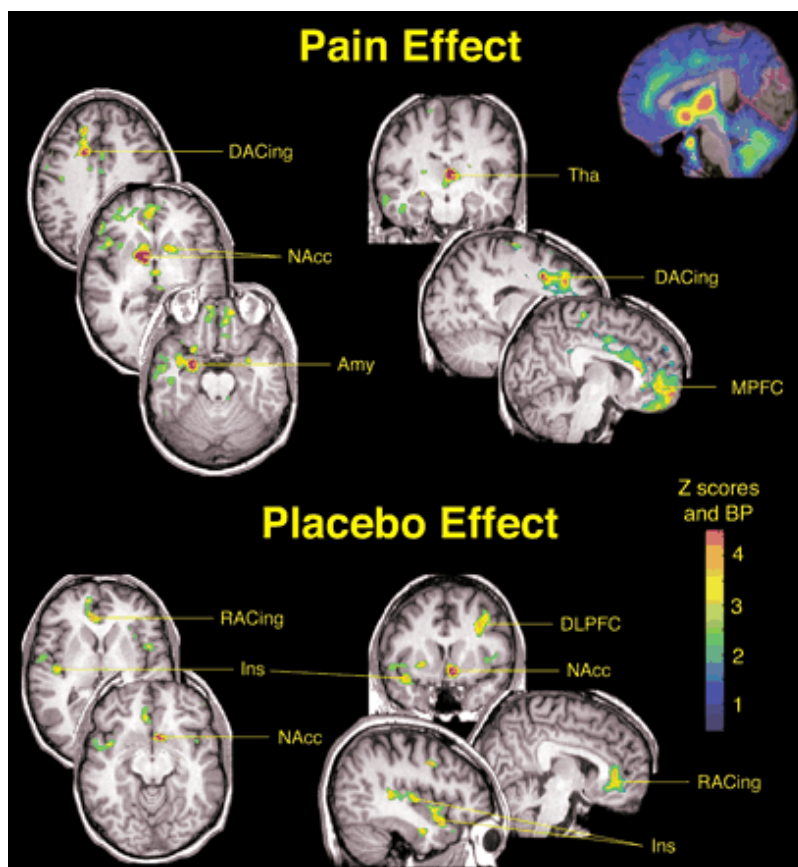 Pain Effect
DACing
NAcc
Amy
Tha
DACing
MPFC
Placebo Effect
Z scores
and BP
4
3
2
1
RACing
Ins
NAcc
DLPFC
NAcc
RACing
Ins